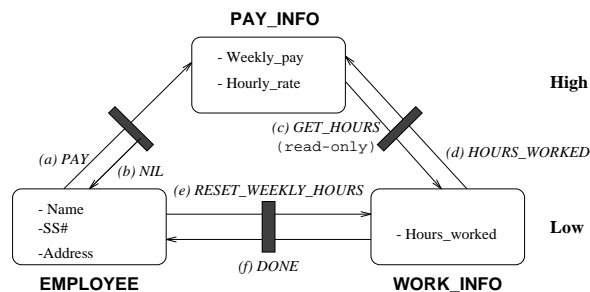 PAY_INFO
- Weekly_pay
- Hourly_rate
High
(a) PAY
(b) NIL
(c) GET_HOURS
(read-only)
(d) HOURS_WORKED
(e) RESET_WEEKLY_HOURS
- Name
-SS#
-Address
- Hours_worked
Low
(f) DONE
EMPLOYEE
WORK_INFO